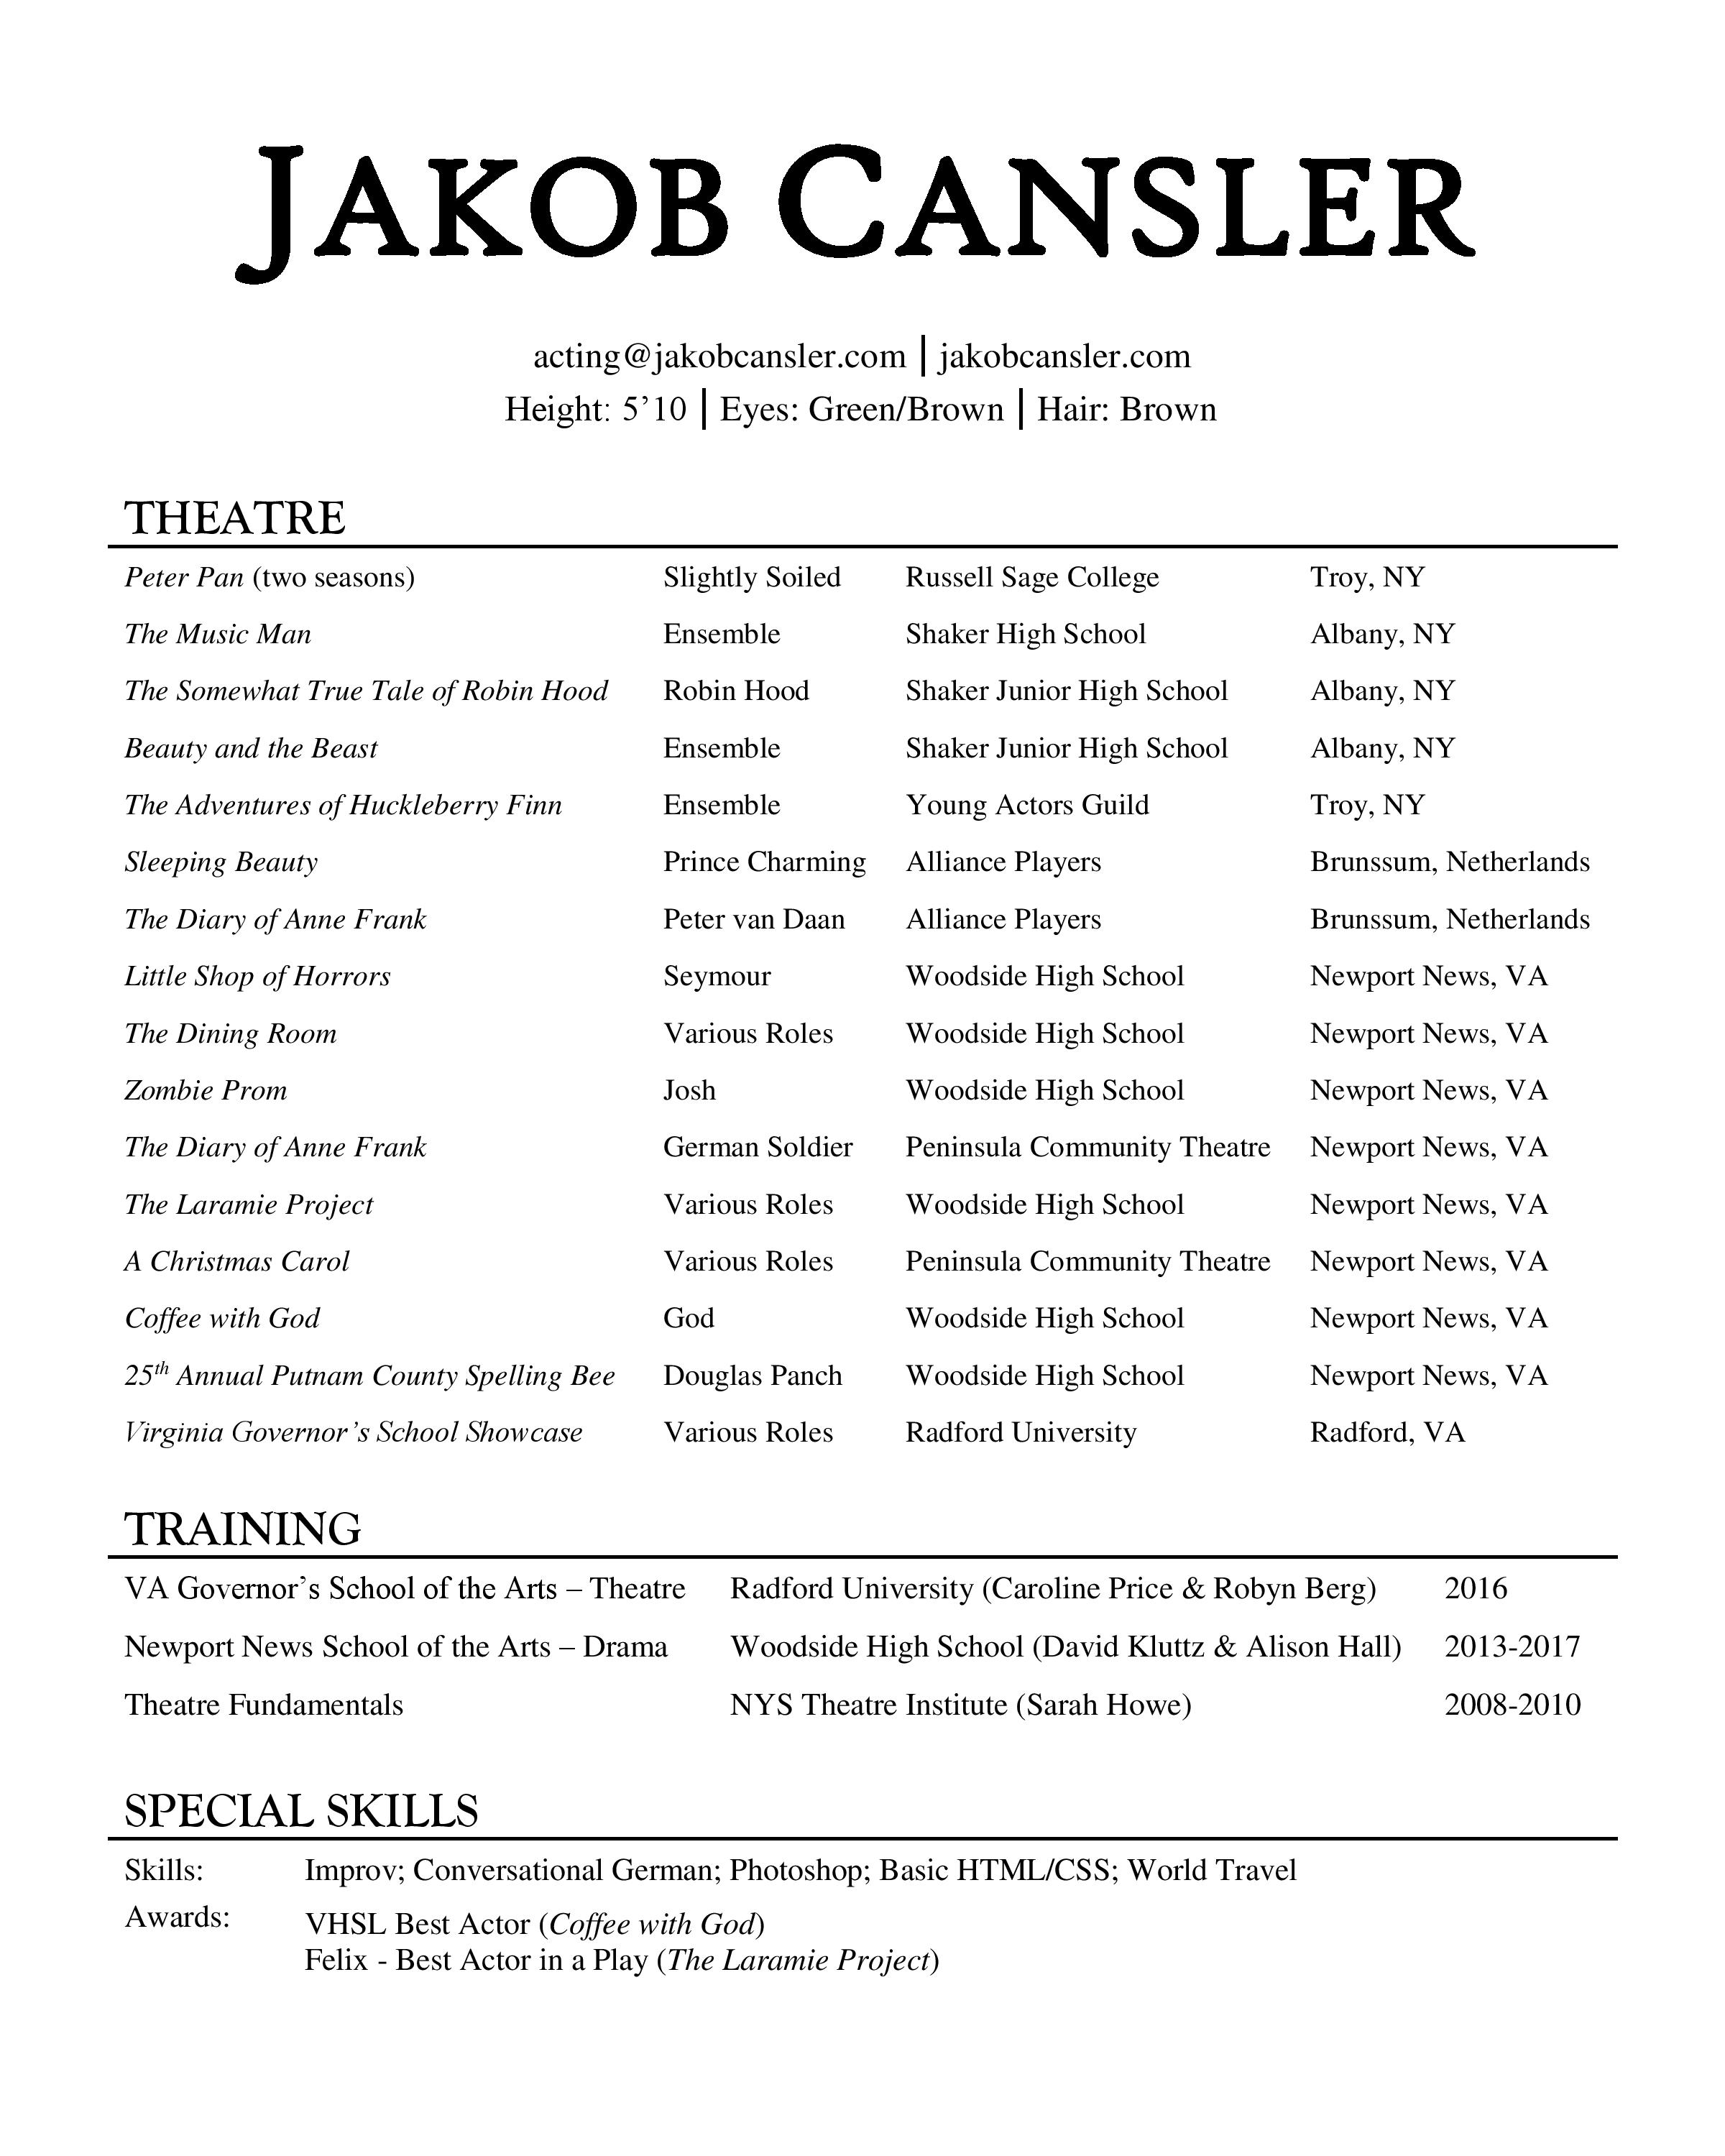 JAKOB CANSLER
acting@jakobcansler.com | jakobcansler.com
Height: 5’10 | Eyes: Green/Brown | Hair: Brown
THEATRE
Peter Pan (two seasons) Slightly Soiled Russell Sage College Troy, NY
The Music Man Ensemble Shaker High School Albany, NY
The Somewhat True Tale of Robin Hood Robin Hood Shaker Junior High School Albany, NY
Beauty and the Beast Ensemble Shaker Junior High School Albany, NY
The Adventures of Huckleberry Finn Ensemble Young Actors Guild Troy, NY
Sleeping Beauty Prince Charming Alliance Players Brunssum, Netherlands
The Diary of Anne Frank Peter van Daan Alliance Players Brunssum, Netherlands
Little Shop of Horrors Seymour Woodside High School Newport News, VA
The Dining Room Various Roles Woodside High School Newport News, VA
Zombie Prom Josh Woodside High School Newport News, VA
The Diary of Anne Frank German Soldier Peninsula Community Theatre Newport News, VA
The Laramie Project Various Roles Woodside High School Newport News, VA
A Christmas Carol Various Roles Peninsula Community Theatre Newport News, VA
Coffee with God God Woodside High School Newport News, VA
25th Annual Putnam County Spelling Bee Douglas Panch Woodside High School Newport News, VA
Virginia Governor’s School Showcase Various Roles Radford University Radford, VA
TRAINING
VA Governor’s School of the Arts – Theatre Radford University (Caroline Price & Robyn Berg) 2016
Newport News School of the Arts – Drama Woodside High School (David Kluttz & Alison Hall) 2013-2017
Theatre Fundamentals NYS Theatre Institute (Sarah Howe) 2008-2010
SPECIAL SKILLS
Skills: Improv; Conversational German; Photoshop; Basic HTML/CSS; World Travel
Awards: VHSL Best Actor (Coffee with God)
Felix - Best Actor in a Play (The Laramie Project)